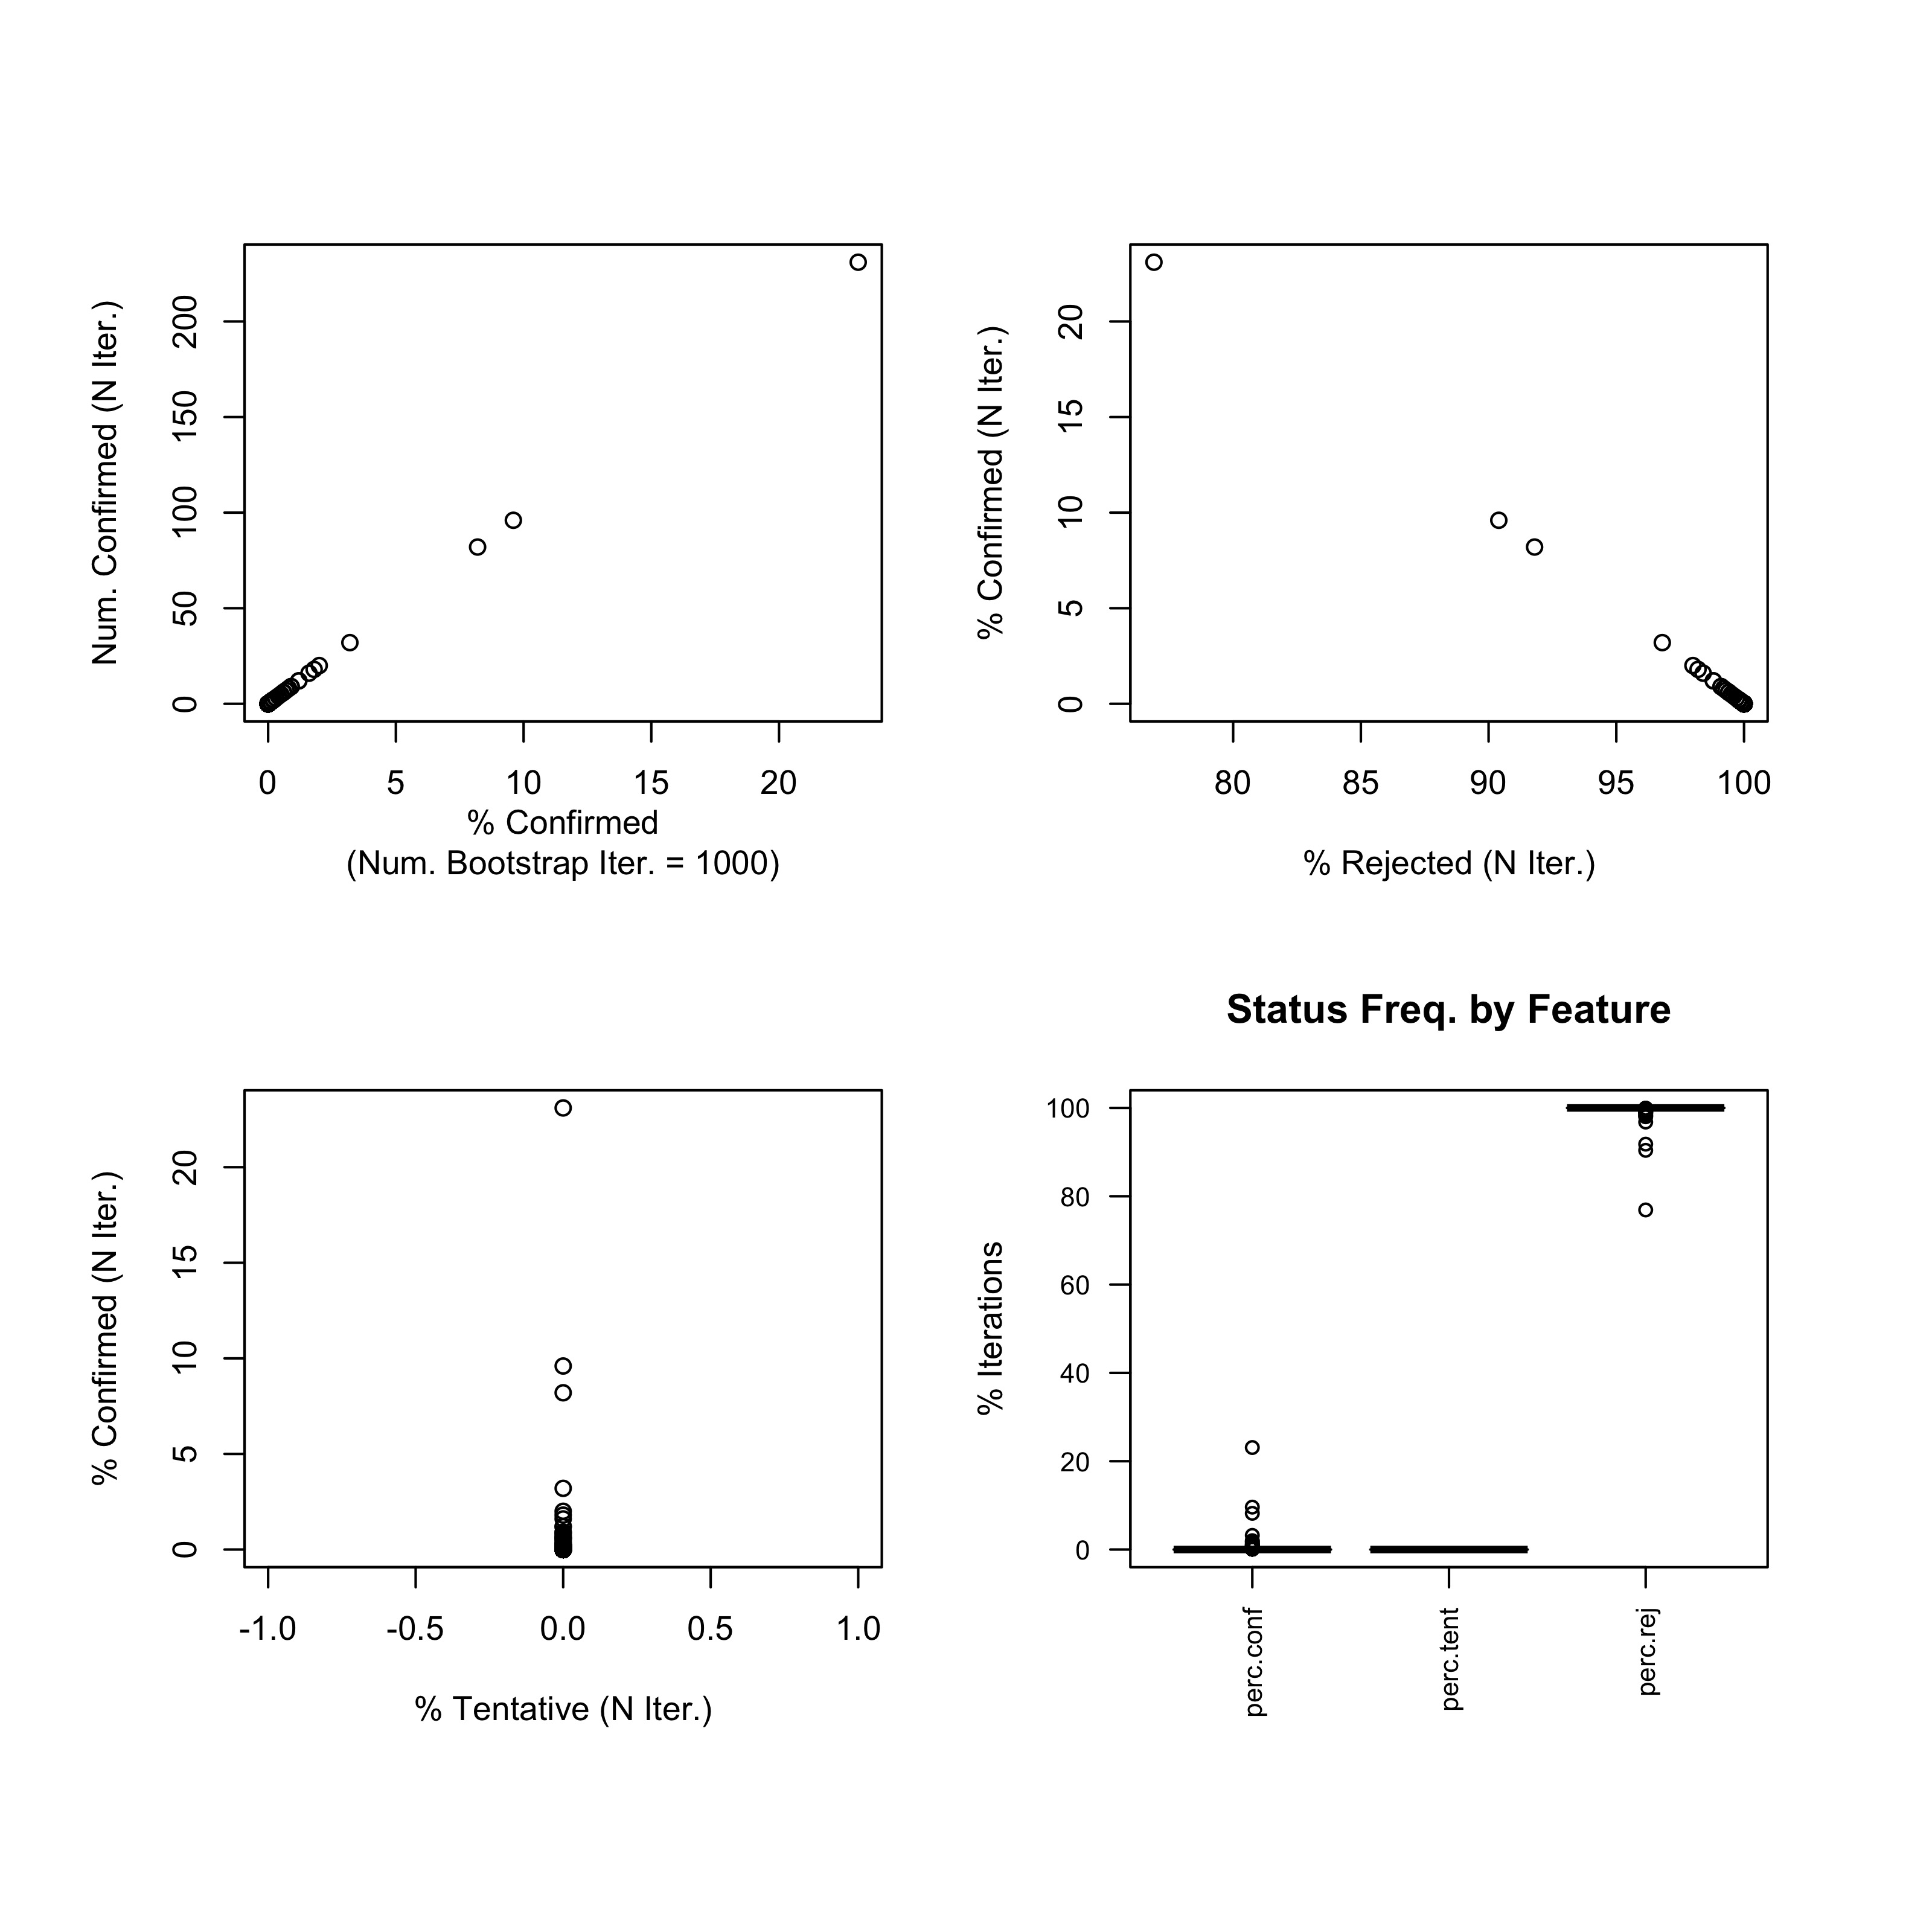 Num. Confirmed (N Iter.)
0 50 100 150 200
0 5 10 15 20
% Confirmed
(Num. Bootstrap Iter. = 1000)
% Confirmed (N Iter.)
0 5 10 15 20
80 85 90 95 100
% Rejected (N Iter.)
% Confirmed (N Iter.)
0 5 10 15 20
-1.0 -0.5 0.0 0.5 1.0
% Tentative (N Iter.)
Status Freq. by Feature
% Iterations
100
80
60
40
20
0
perc.conf
perc.tent
perc.rej